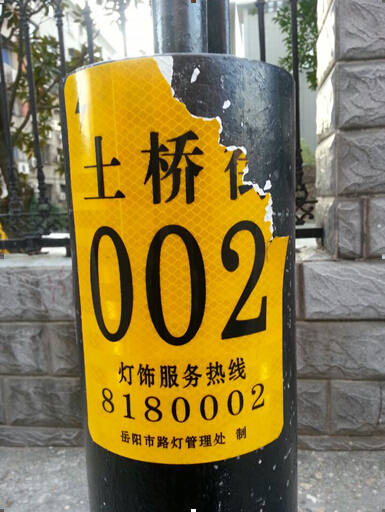 土桥
002
灯饰服务热线
8180002
岳阳市路灯管理处 制